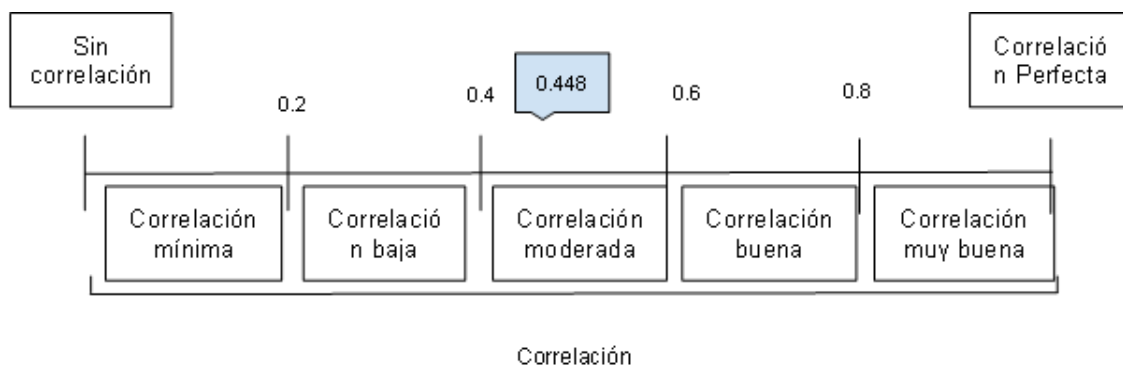 Sin
correlación
Correlació
n Perfecta
0.2
0.4
0.448
0.6
0.8
Correlación
mínima
Correlació
n baja
Correlación
moderada
Correlación
buena
Correlación
muy buena
Correlación